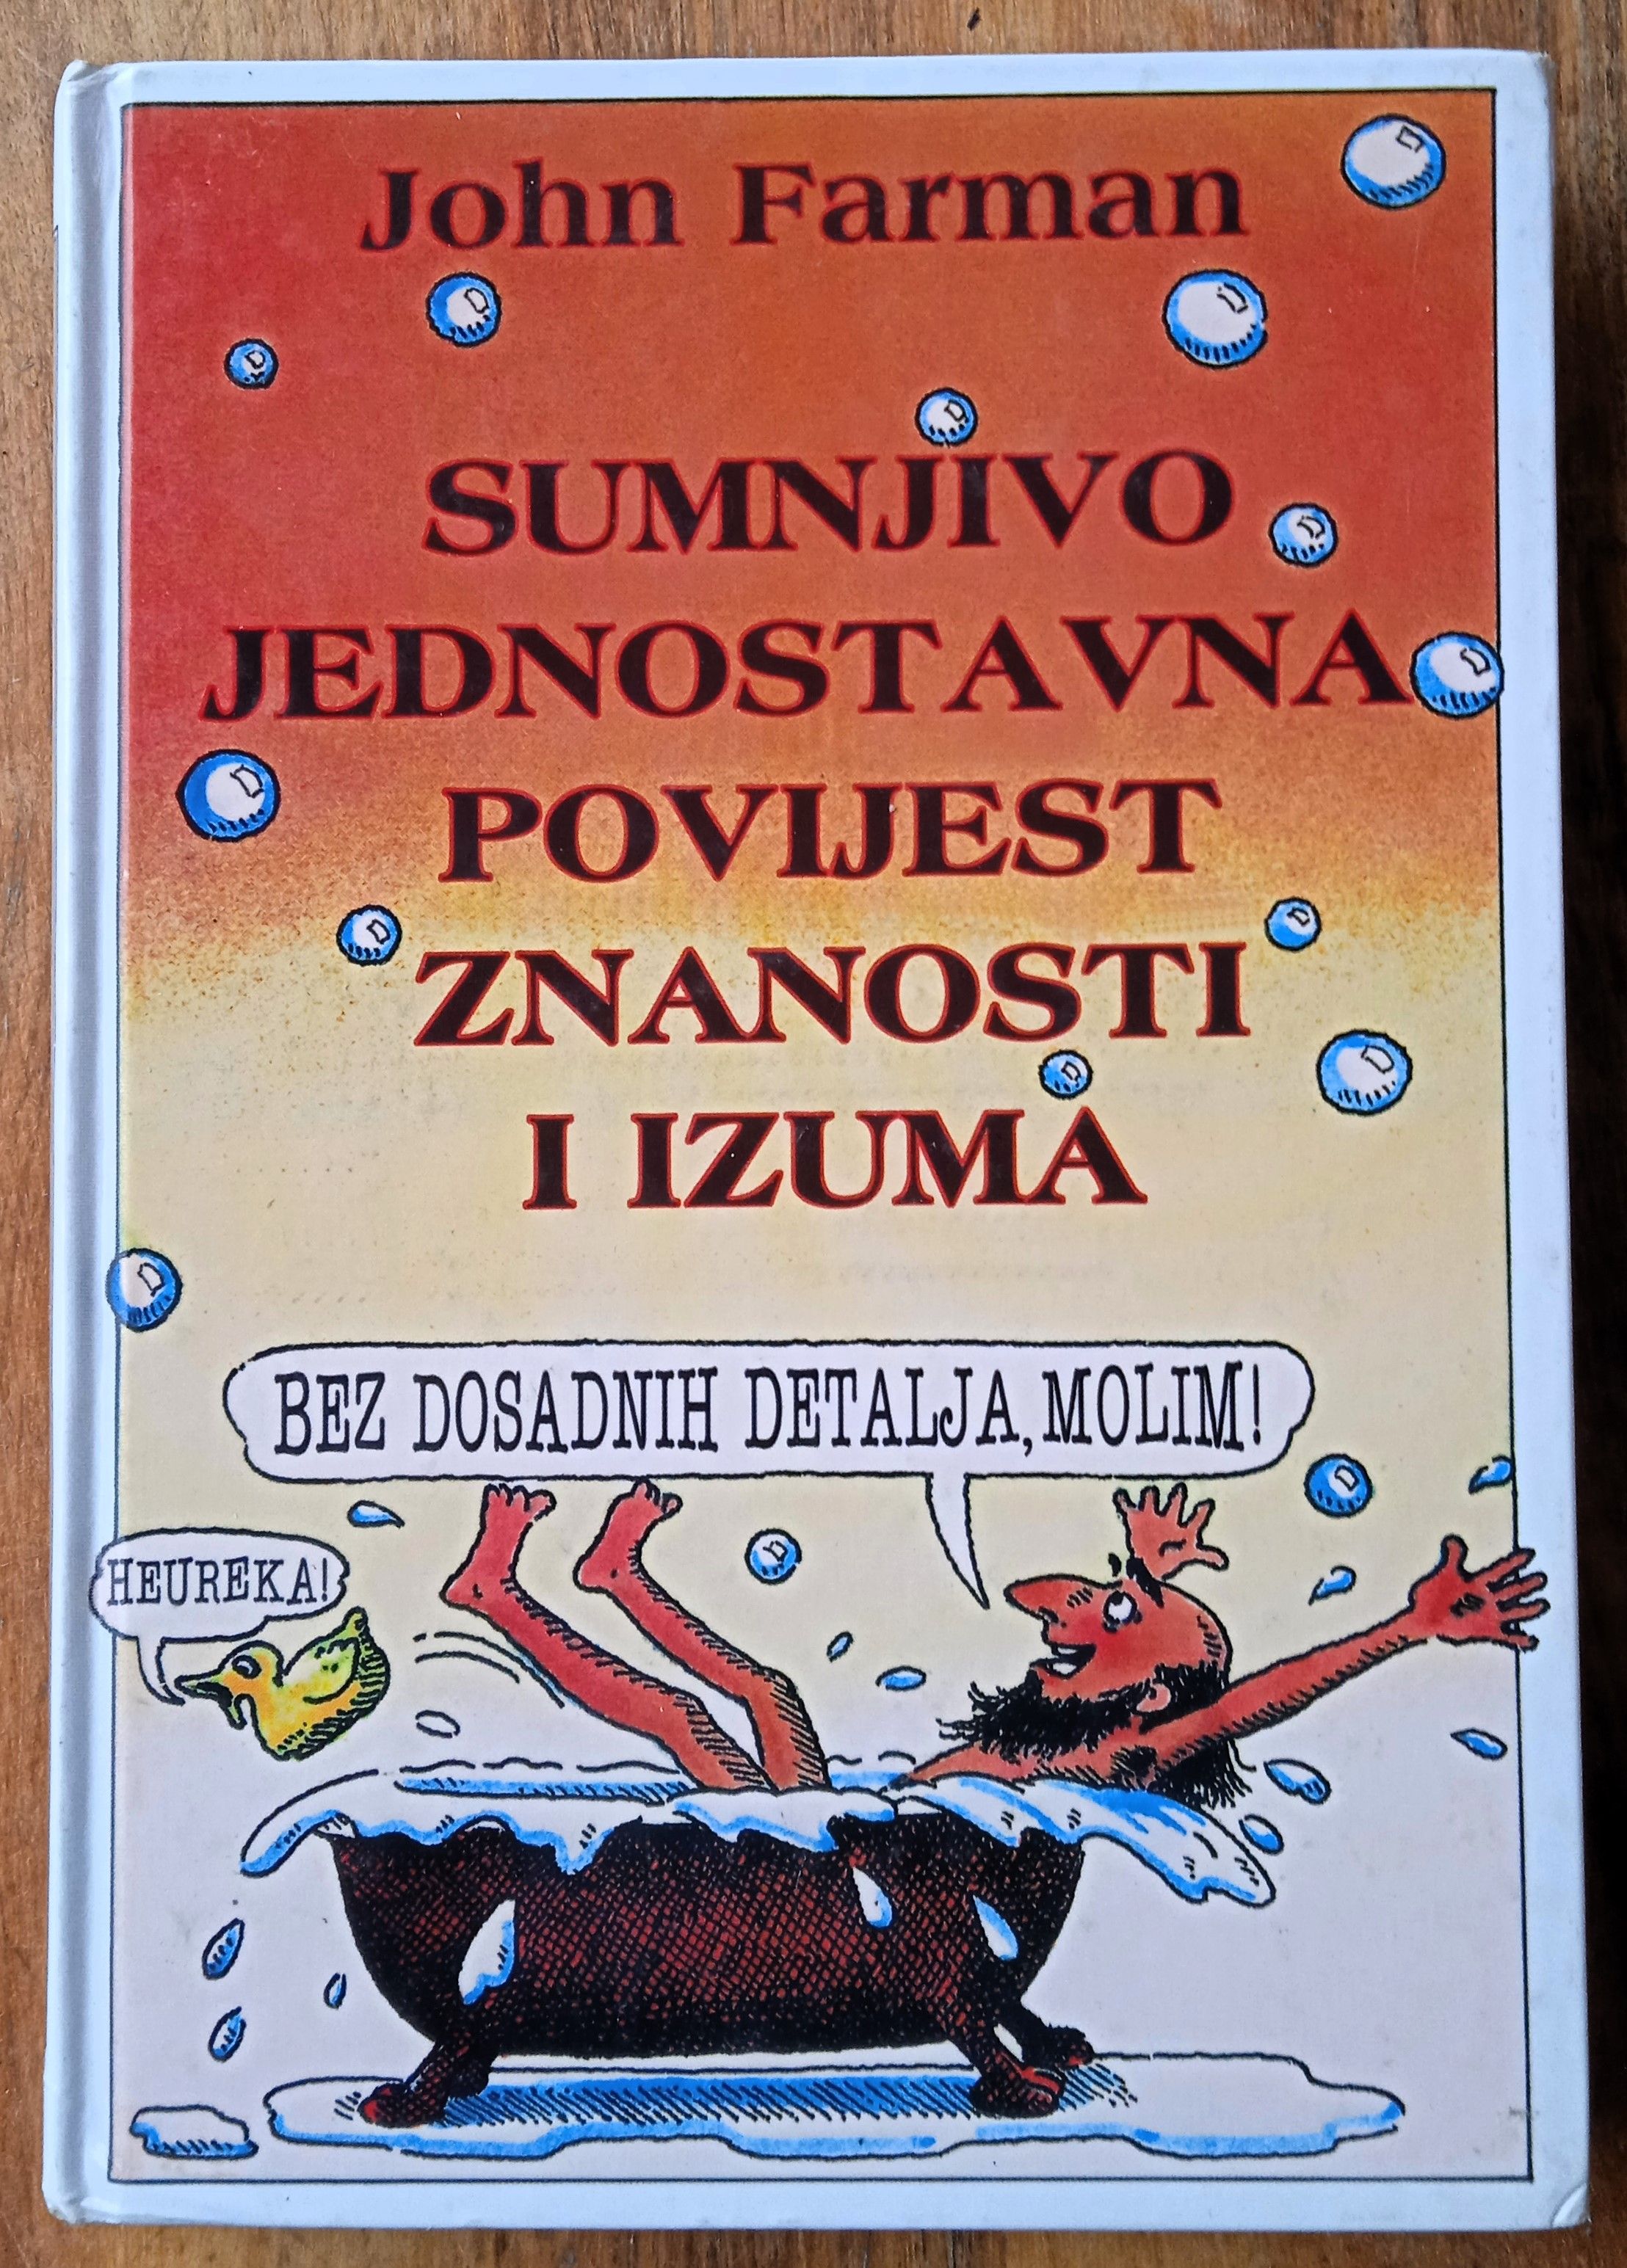 John Farman
SUMNJIVO
JEDNOSTAVNA
POVIJEST
ZNANOSTI
I IZUMA
BEZ DOSADNIH DETALJA, MOLIM!
HEUREKA!